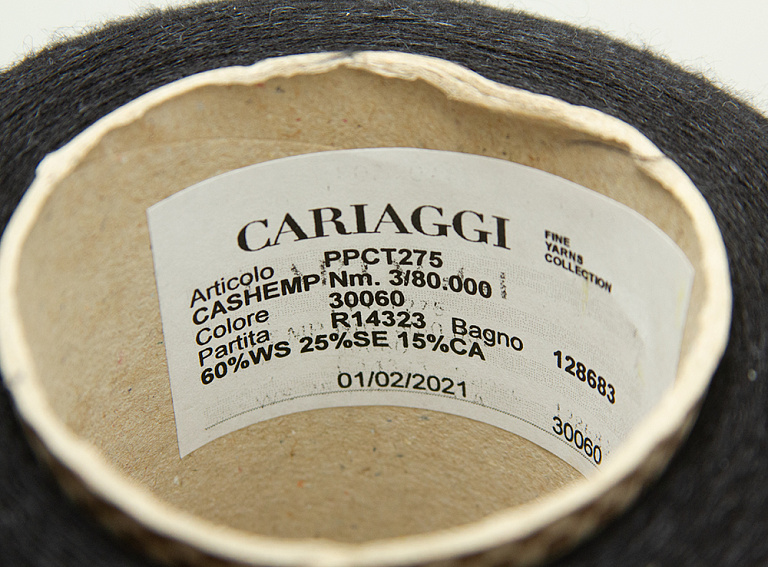 CARIAGGI
FINE
YARNS
COLLECTION
Articolo PPCT275
CASHEMP Nm. 3/80.000
Colore 30060
Partita R14323 Bagno 128683
60%WS 25%SE 15%CA
01/02/2021
30060